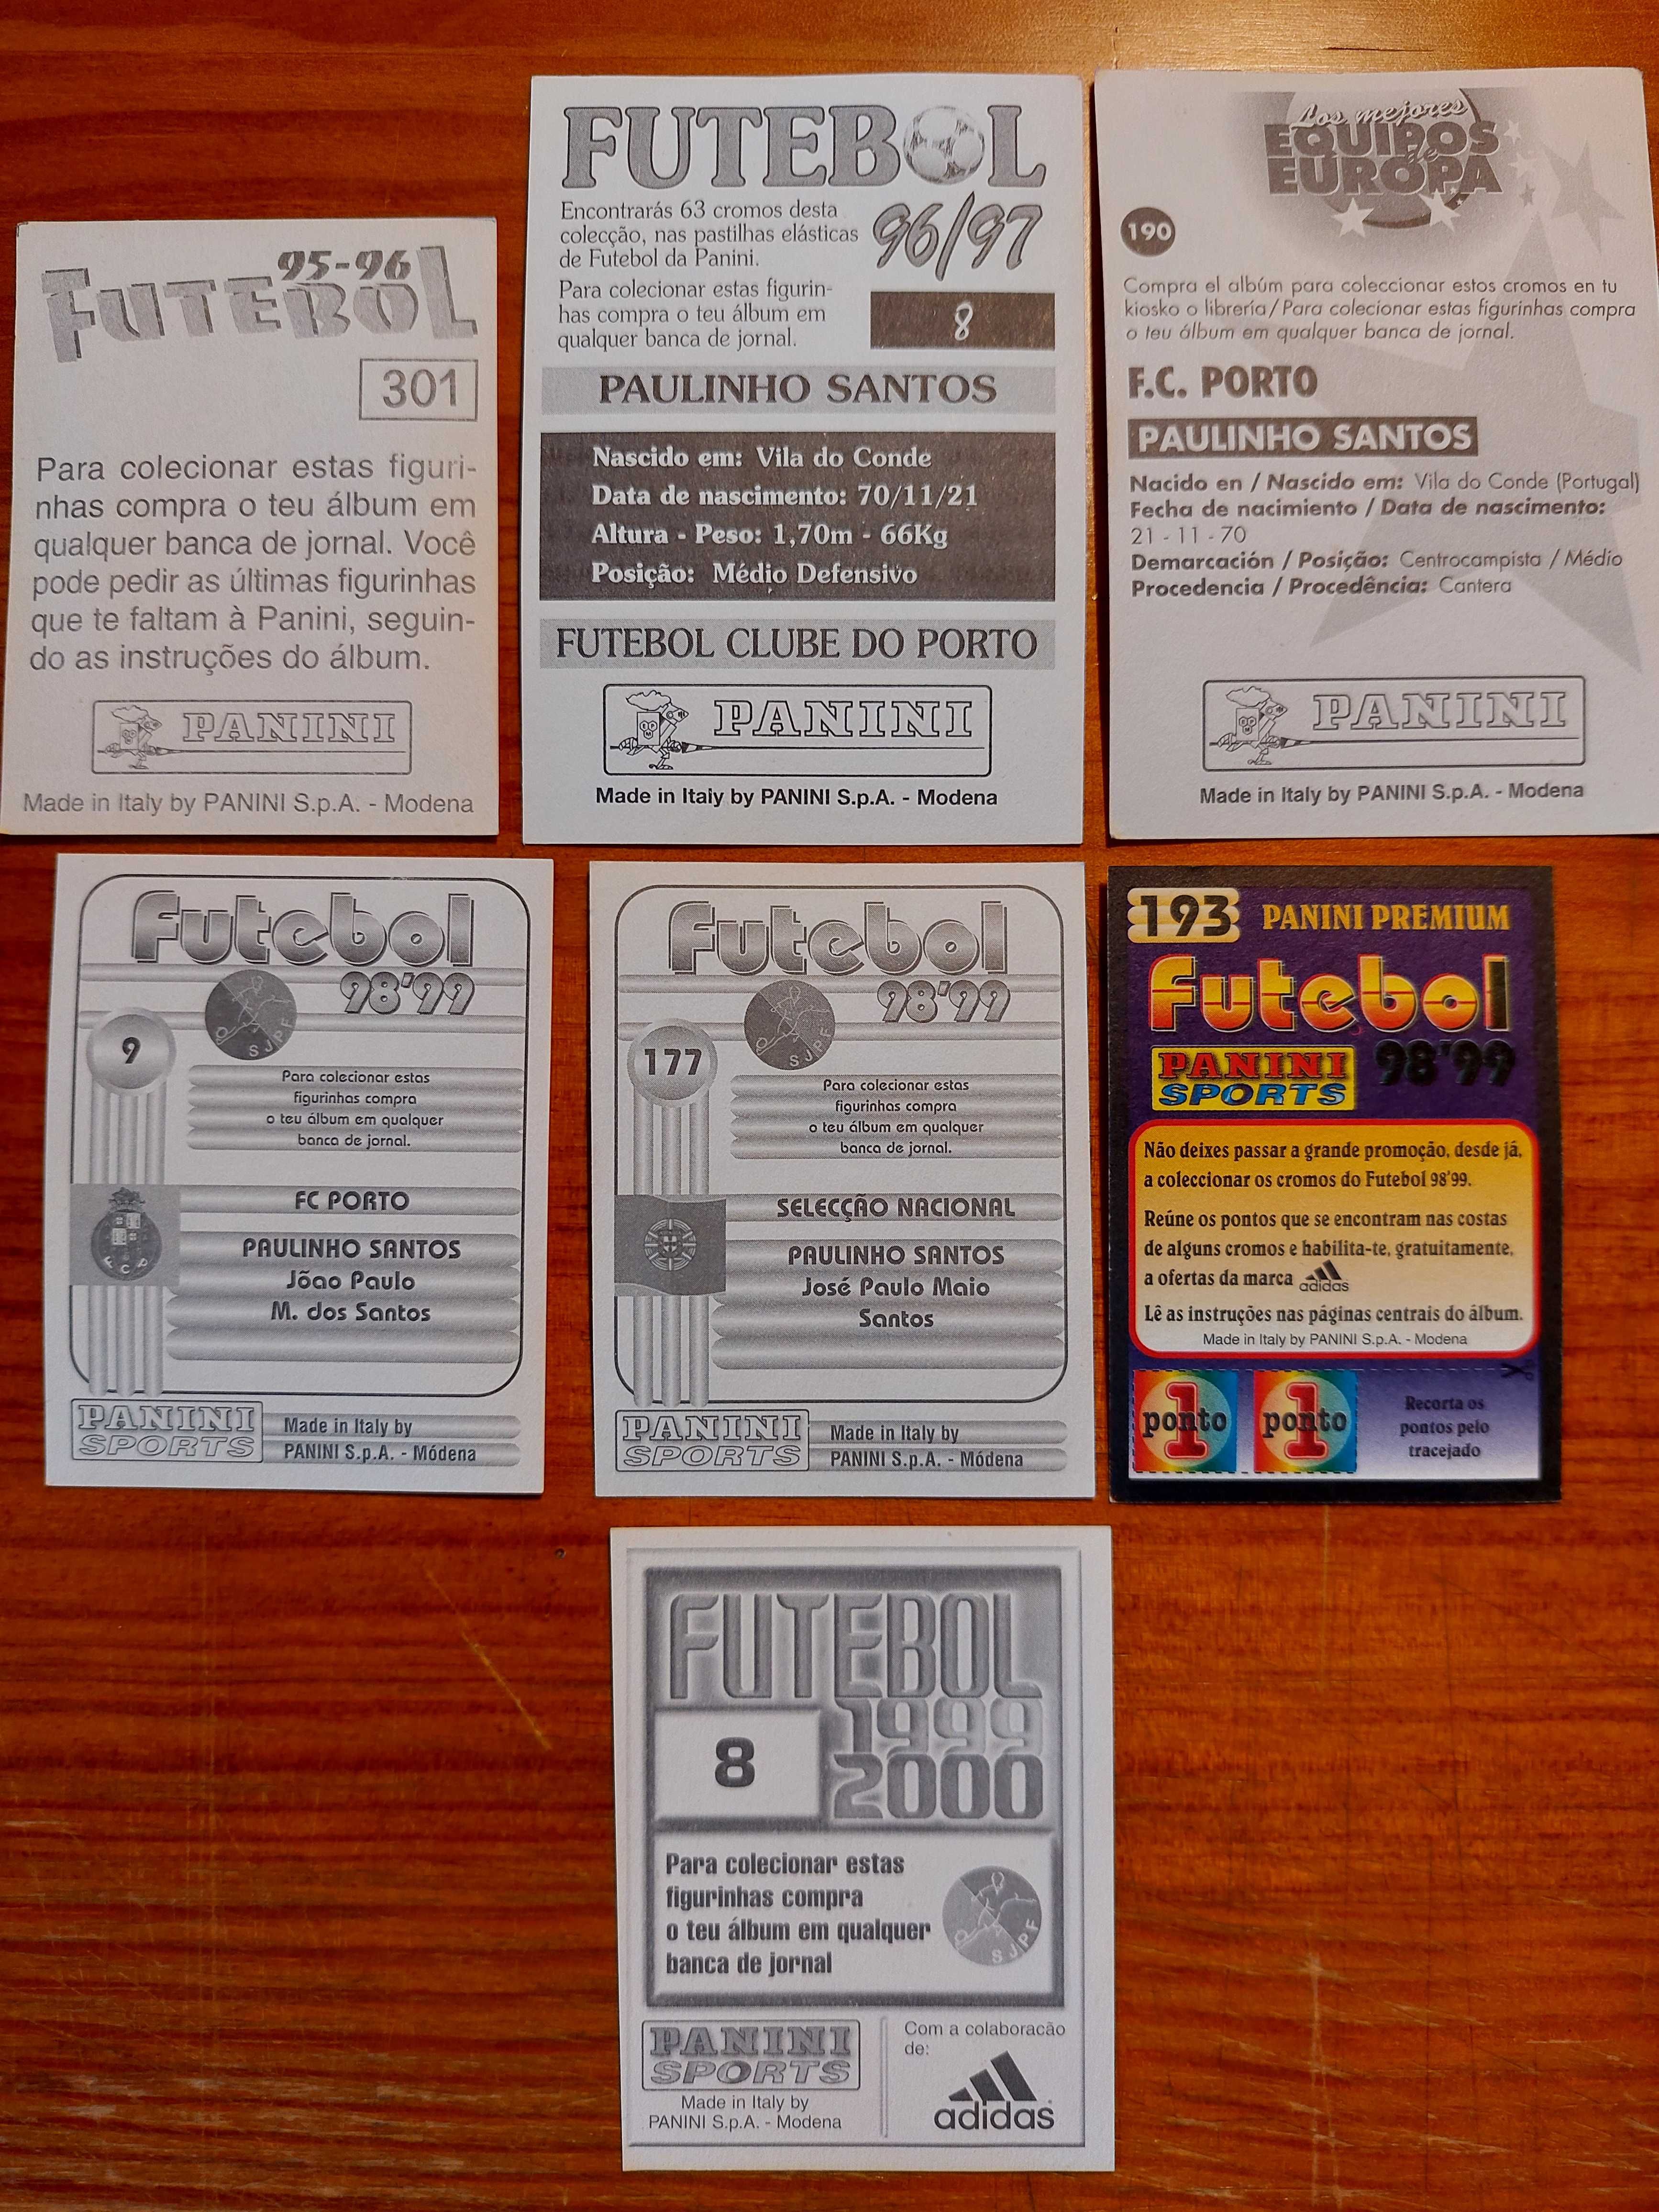 95-96
FUTEBOL
301
Para colecionar estas figuri-
nhas compra o teu álbum em
qualquer banca de jornal. Você
pode pedir as últimas figurinhas
que te faltam à Panini, seguin-
do as instruções do álbum.
PANINI
Made in Italy by PANINI S.p.A. - Modena
FUTEBOL
96/97
Encontrarás 63 cromos desta
colecção, nas pastilhas elásticas
de Futebol da Panini.
Para colecionar estas figurin-
has compra o teu álbum em
qualquer banca de jornal.
8
PAULINHO SANTOS
Nascido em: Vila do Conde
Data de nascimento: 70/11/21
Altura - Peso: 1,70m - 66Kg
Posição: Médio Defensivo
FUTEBOL CLUBE DO PORTO
PANINI
Made in Italy by PANINI S.p.A. - Modena
Los mejores
EQUIPOS
de
EUROPA
190
Compra el albúm para coleccionar estos cromos en tu
kiosko o librería/Para colecionar estas figurinhas compra
o teu álbum em qualquer banca de jornal.
F.C. PORTO
PAULINHO SANTOS
Nacido en / Nascido em: Vila do Conde (Portugal)
Fecha de nacimiento / Data de nascimento:
21 - 11 - 70
Demarcación / Posição: Centrocampista / Médio
Procedencia / Procedência: Cantera
PANINI
Made in Italy by PANINI S.p.A. - Modena
Futebol
98'99
SJPF
9
Para colecionar estas
figurinhas compra
o teu álbum em qualquer
banca de jornal.
FCP
FC PORTO
PAULINHO SANTOS
Jõao Paulo
M. dos Santos
PANINI
SPORTS
Made in Italy by
PANINI S.p.A. - Módena
Futebol
98'99
SJPF
177
Para colecionar estas
figurinhas compra
o teu álbum em qualquer
banca de jornal.
SELECÇÃO NACIONAL
PAULINHO SANTOS
José Paulo Maio
Santos
PANINI
SPORTS
Made in Italy by
PANINI S.p.A. - Módena
193 PANINI PREMIUM
Futebol
PANINI
SPORTS
98'99
Não deixes passar a grande promoção, desde já,
a coleccionar os cromos do Futebol 98'99.
Reúne os pontos que se encontram nas costas
de alguns cromos e habilita-te, gratuitamente,
a ofertas da marca adidas
Lê as instruções nas páginas centrais do álbum.
Made in Italy by PANINI S.p.A. - Modena
1 ponto
1 ponto
Recorta os
pontos pelo
tracejado
FUTEBOL
1999
2000
8
Para colecionar estas
figurinhas compra
o teu álbum em qualquer
banca de jornal
SJPF
PANINI
SPORTS
Made in Italy by
PANINI S.p.A. - Modena
Com a colaboracão
de:
adidas